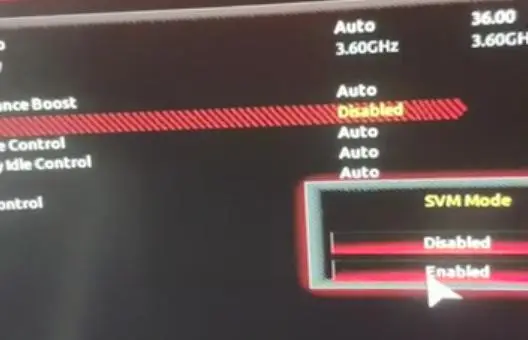 Auto 36.00
3.60GHz 3.60GH
ance Boost Auto
Disabled
e Control Auto
y Idle Control Auto
Auto
ontrol
SVM Mode
Disabled
Enabled